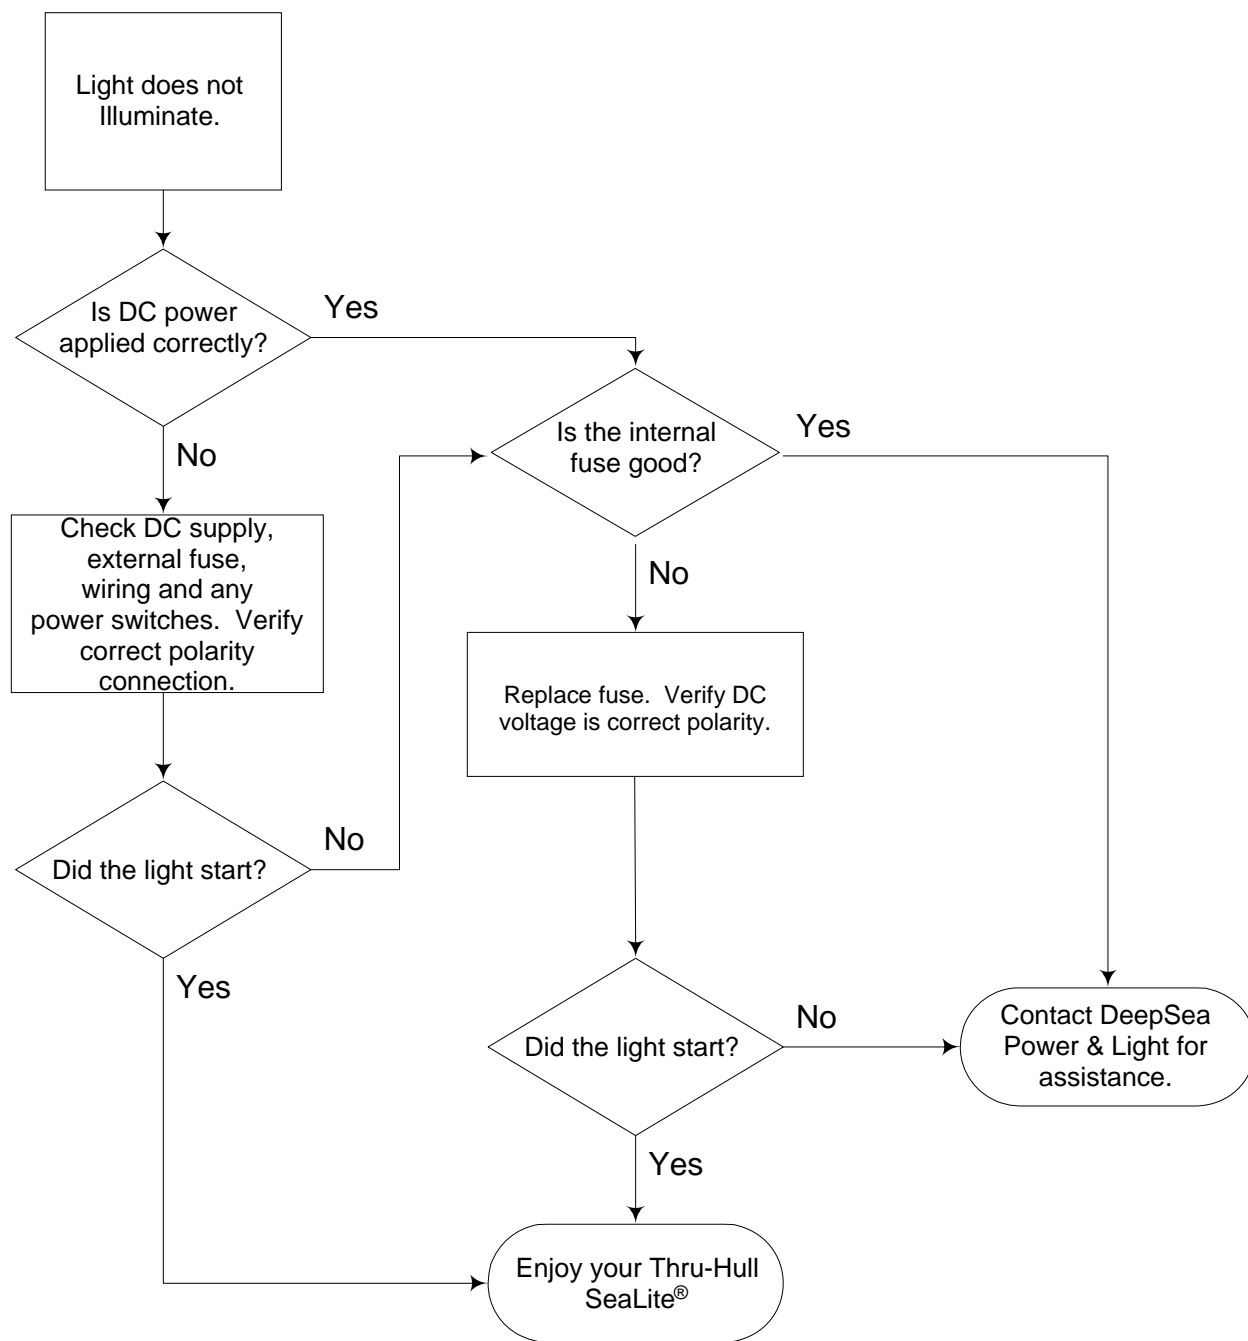 Light does not
Illuminate.
Is DC power
applied correctly?
Yes
No
Check DC supply,
external fuse,
wiring and any
power switches.  Verify
correct polarity
connection.
Did the light start?
No
Yes
Is the internal
fuse good?
Yes
No
Replace fuse.  Verify DC
voltage is correct polarity.
Did the light start?
No
Yes
Contact DeepSea
Power & Light for
assistance.
Enjoy your Thru-Hull
SeaLite®